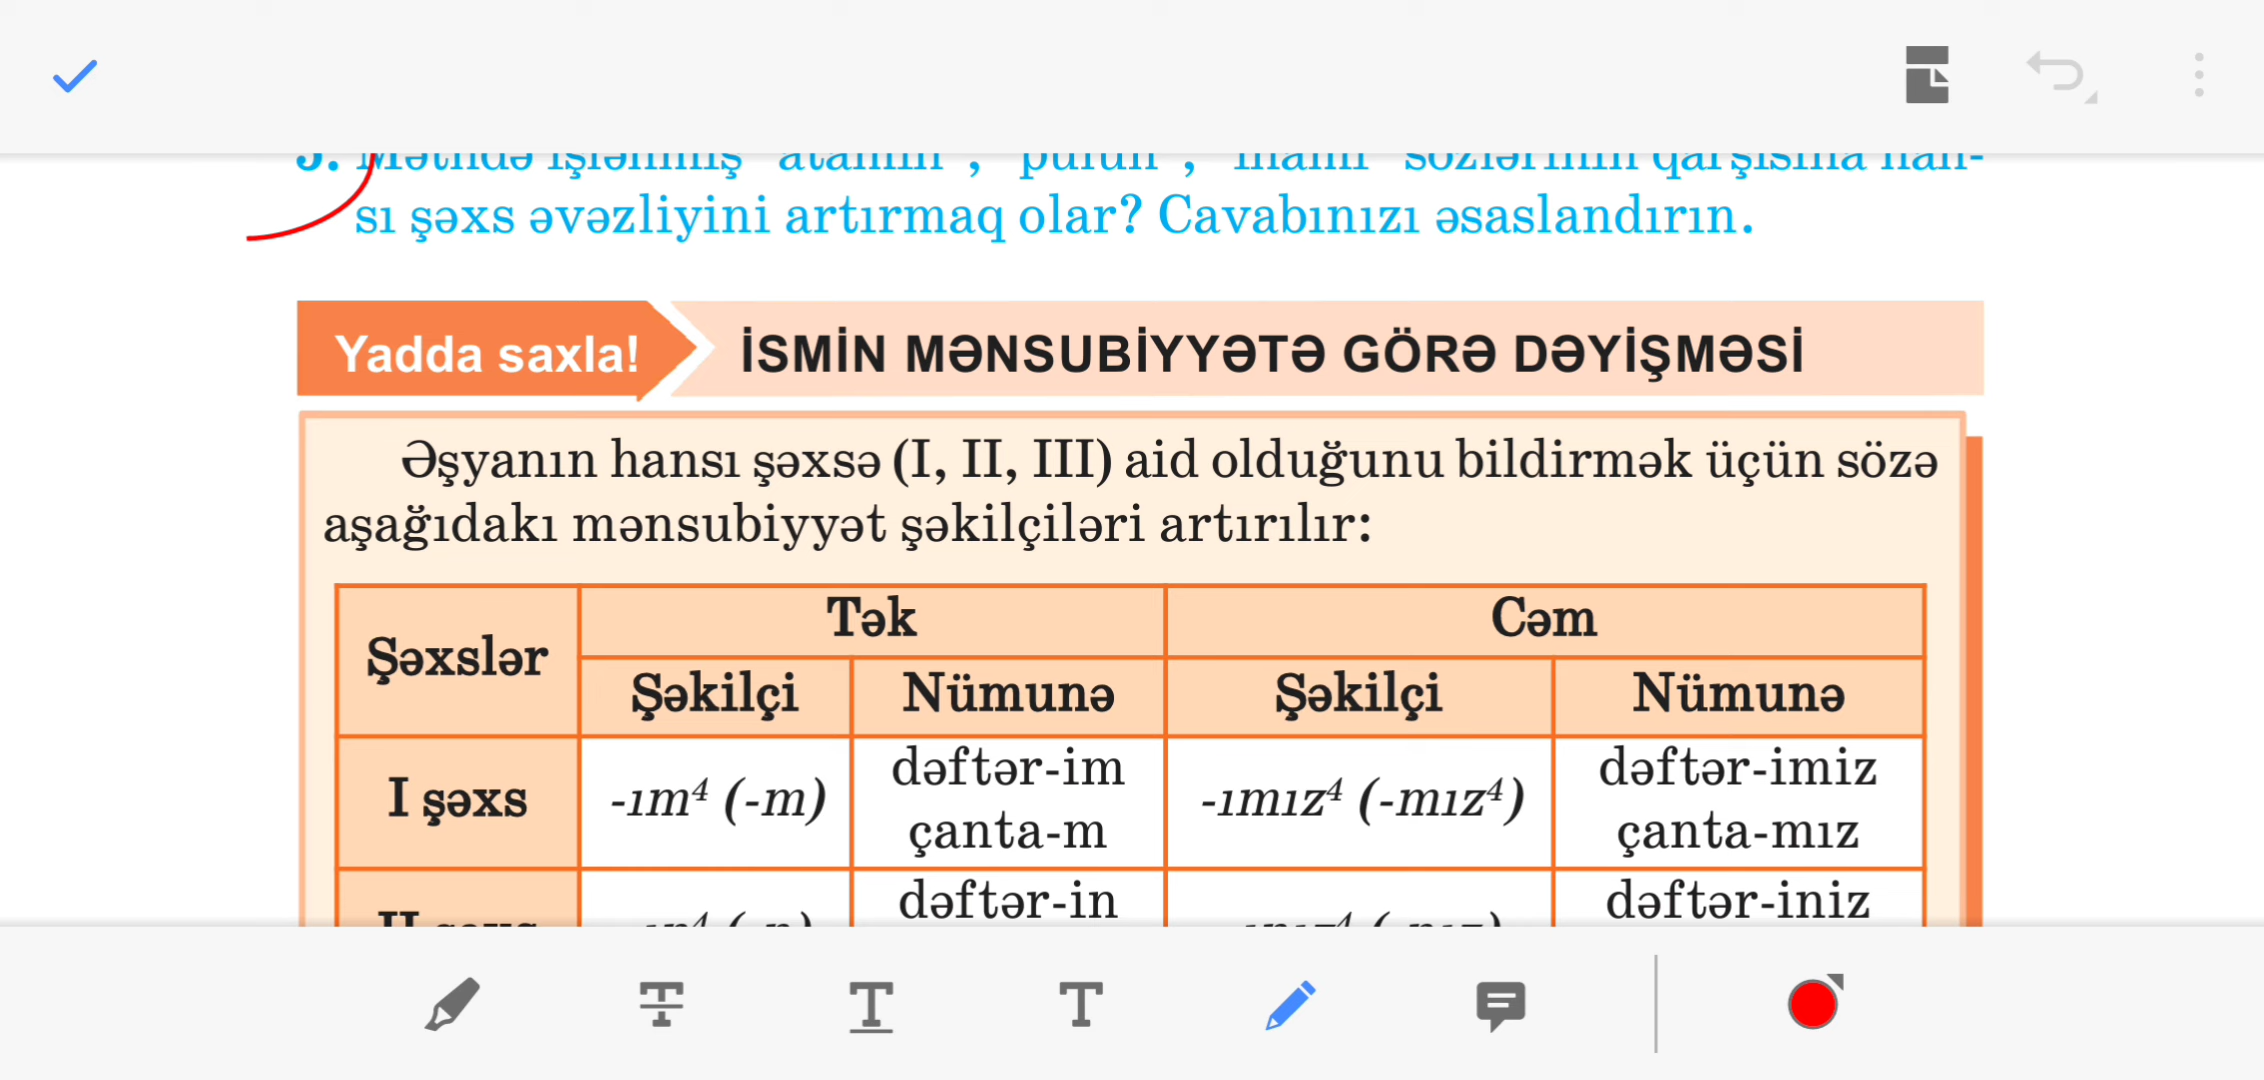 sı şəxs əvəzliyini artırmaq olar? Cavabınızı əsaslandırın.
Yadda saxla!
İSMİN MƏNSUBİYYƏTƏ GÖRƏ DƏYİŞMƏSİ
Əşyanın hansı şəxsə (I, II, III) aid olduğunu bildirmək üçün sözə
aşağıdakı mənsubiyyət şəkilçiləri artırılır:
Şəxslər
Tək
Cəm
Şəkilçi
Nümunə
Şəkilçi
Nümunə
I şəxs
-ım⁴ (-m)
dəftər-im
çanta-m
-ımız⁴ (-mız⁴)
dəftər-imiz
çanta-mız
dəftər-in
dəftər-iniz